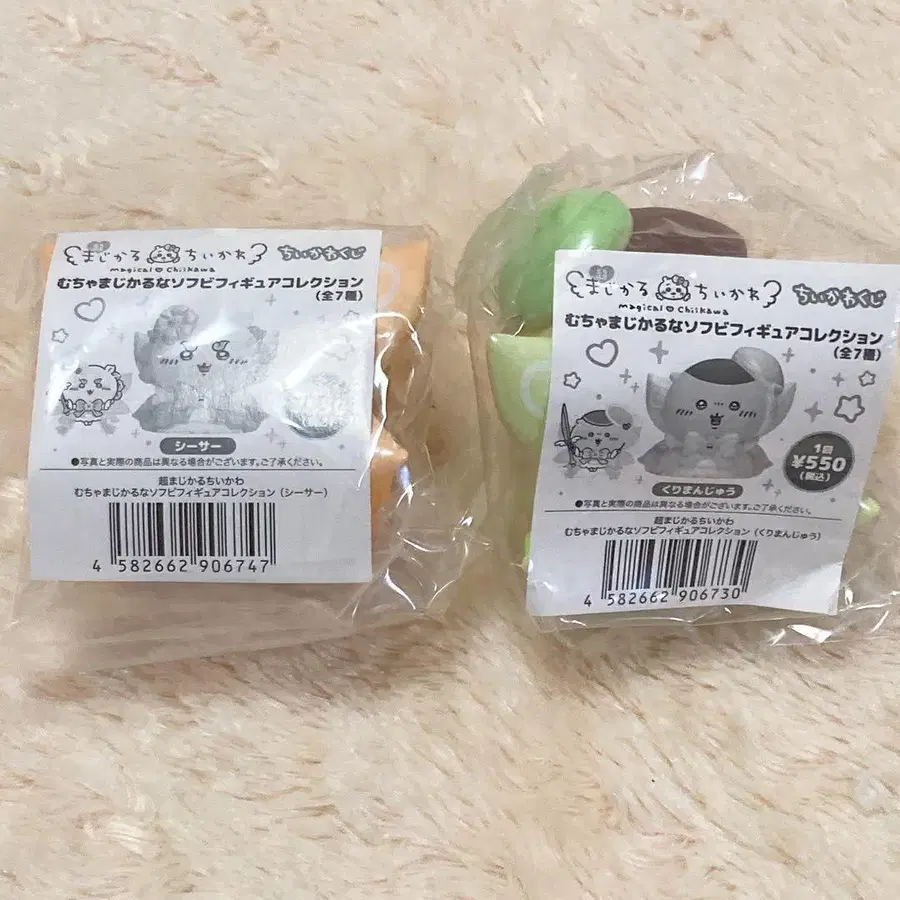 超まじかるちいかわ
magical♡Chiikawa
ちいかわくじ
むちゃまじかるなソフビフィギュアコレクション
(全7種)
シーサー
●写真と実際の商品は異なる場合がございます。ご了承ください。
超まじかるちいかわ
むちゃまじかるなソフビフィギュアコレクション（シーサー）
4 582662 906747
超まじかるちいかわ
magical♡Chiikawa
ちいかわくじ
むちゃまじかるなソフビフィギュアコレクション
(全7種)
1回
¥550
(税込)
くりまんじゅう
●写真と実際の商品は異なる場合がございます。ご了承ください。
超まじかるちいかわ
むちゃまじかるなソフビフィギュアコレクション（くりまんじゅう）
4 582662 906730